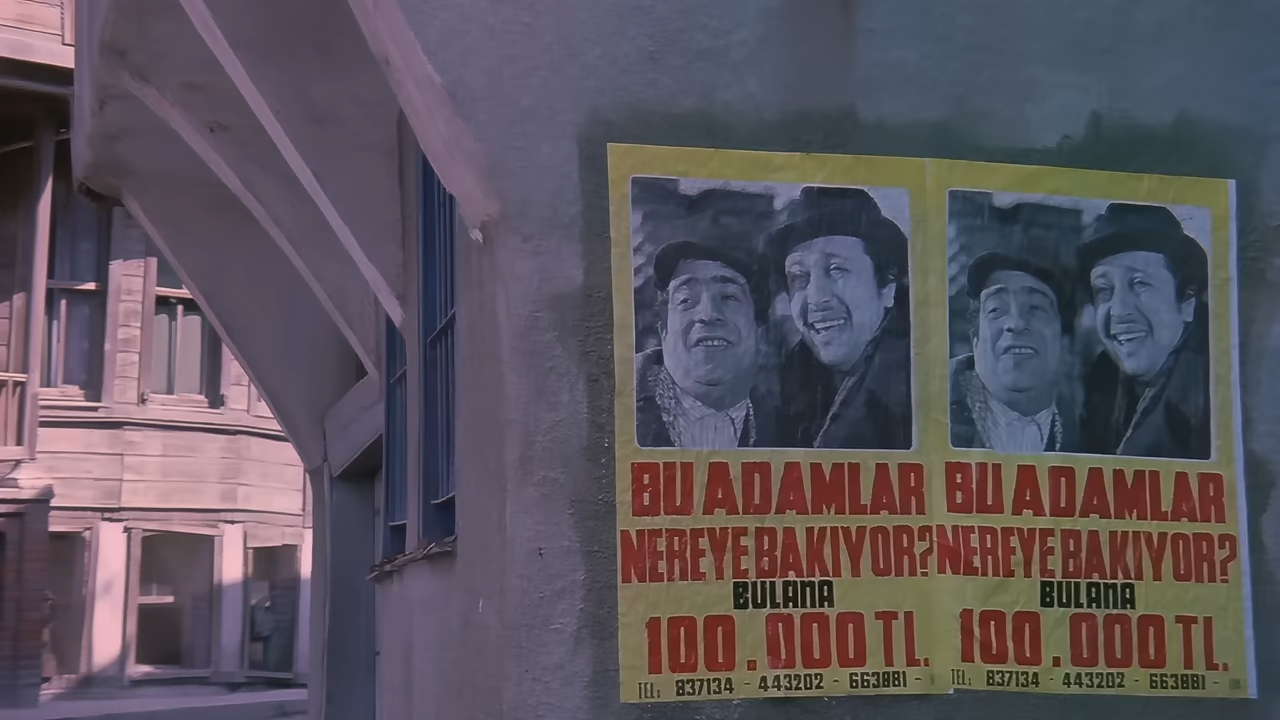 BU ADAMLAR
NEREYE BAKIYOR?
BULANA
100.000 TL.
TEL: 837134 - 443202 - 663881 -
BU ADAMLAR
NEREYE BAKIYOR?
BULANA
100.000 TL.
TEL: 837134 - 443202 - 663881 -